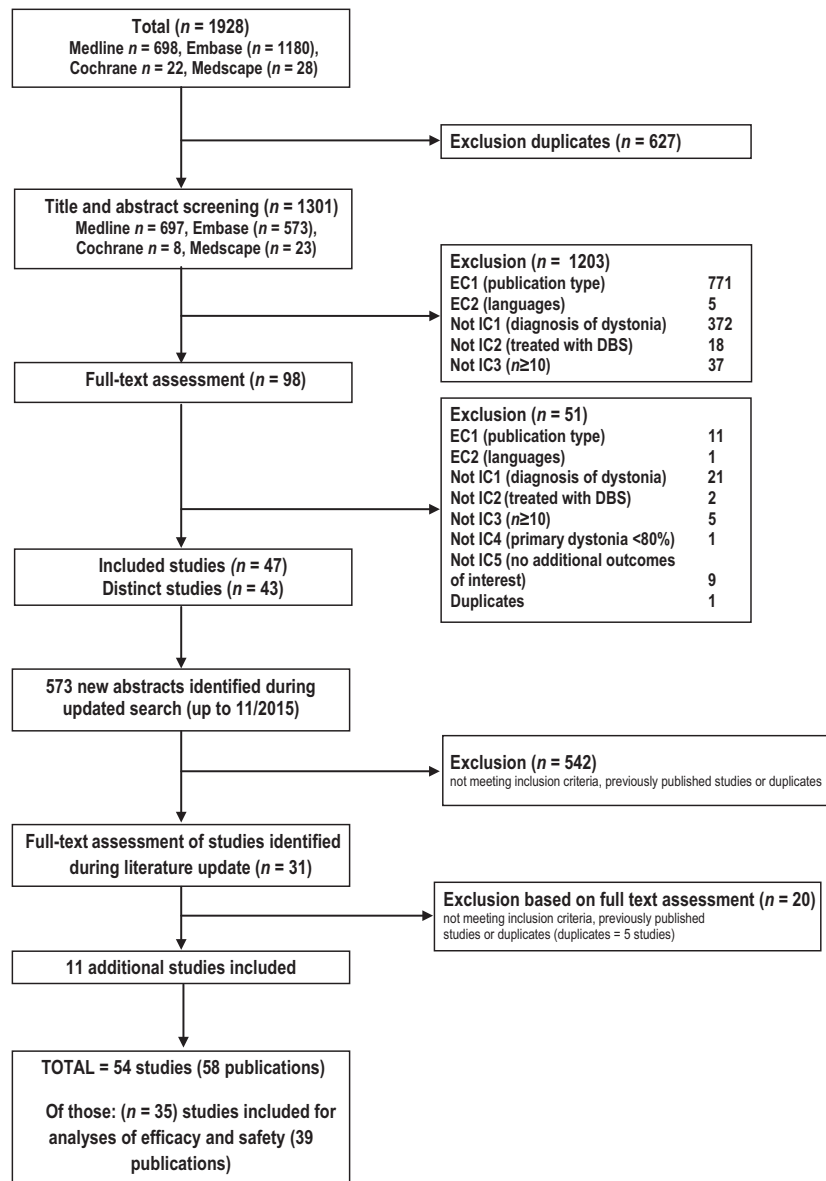 Total (n = 1928)
Medline n = 698, Embase (n = 1180),
Cochrane n = 22, Medscape (n = 28)
Exclusion duplicates (n = 627)
Title and abstract screening (n = 1301)
Medline n = 697, Embase (n = 573),
Cochrane n = 8, Medscape (n = 23)
Exclusion (n = 1203)
EC1 (publication type) 771
EC2 (languages) 5
Not IC1 (diagnosis of dystonia) 372
Not IC2 (treated with DBS) 18
Not IC3 (n≥10) 37
Full-text assessment (n = 98)
Exclusion (n = 51)
EC1 (publication type) 11
EC2 (languages) 1
Not IC1 (diagnosis of dystonia) 21
Not IC2 (treated with DBS) 2
Not IC3 (n≥10) 5
Not IC4 (primary dystonia <80%) 1
Not IC5 (no additional outcomes
of interest) 9
Duplicates 1
Included studies (n = 47)
Distinct studies (n = 43)
573 new abstracts identified during
updated search (up to 11/2015)
Exclusion (n = 542)
not meeting inclusion criteria, previously published studies or duplicates
Full-text assessment of studies identified
during literature update (n = 31)
Exclusion based on full text assessment (n = 20)
not meeting inclusion criteria, previously published
studies or duplicates (duplicates = 5 studies)
11 additional studies included
TOTAL = 54 studies (58 publications)
Of those: (n = 35) studies included for
analyses of efficacy and safety (39
publications)